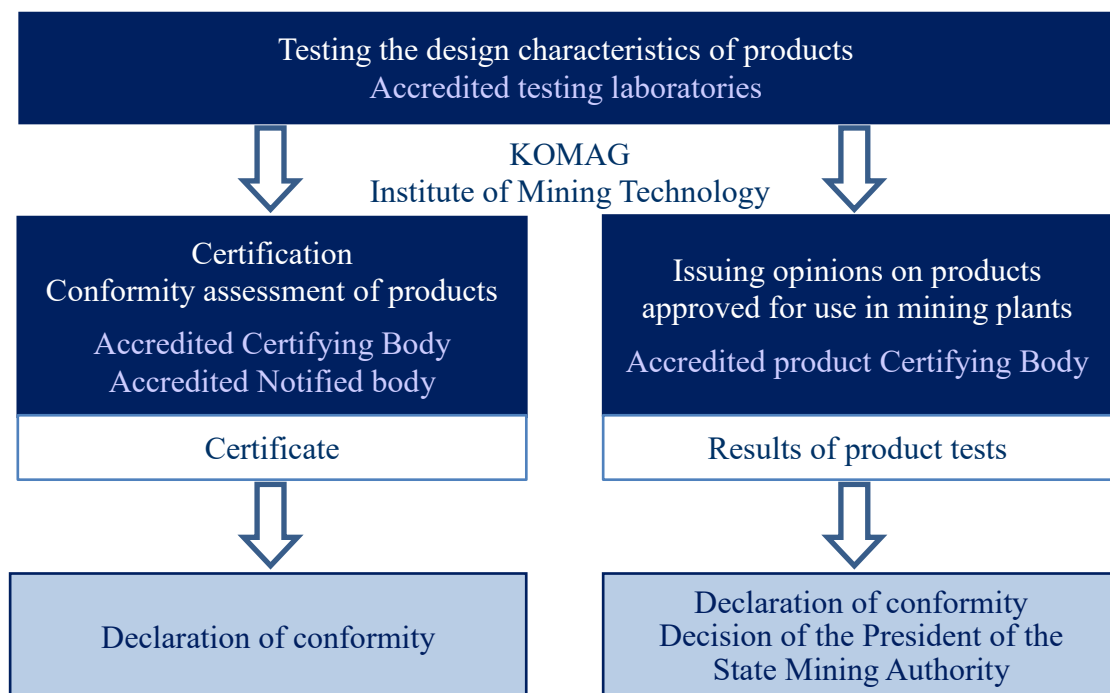 Testing the design characteristics of products
Accredited testing laboratories
KOMAG
Institute of Mining Technology
Certification
Conformity assessment of products
Accredited Certifying Body
Accredited Notified body
Certificate
Issuing opinions on products
approved for use in mining plants
Accredited product Certifying Body
Results of product tests
Declaration of conformity
Declaration of conformity
Decision of the President of the
State Mining Authority